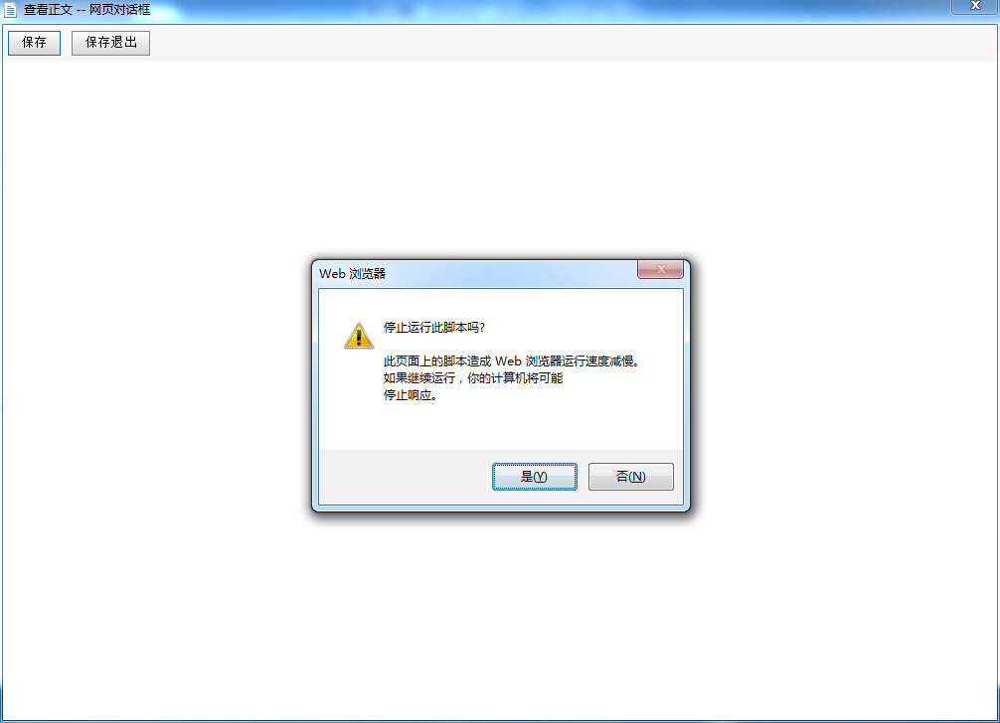 查看正文 -- 网页对话框
x
保存 保存退出
Web 浏览器
x
停止运行此脚本吗?
此页面上的脚本造成 Web 浏览器运行速度减慢。
如果继续运行，你的计算机将可能
停止响应。
是(Y) 否(N)